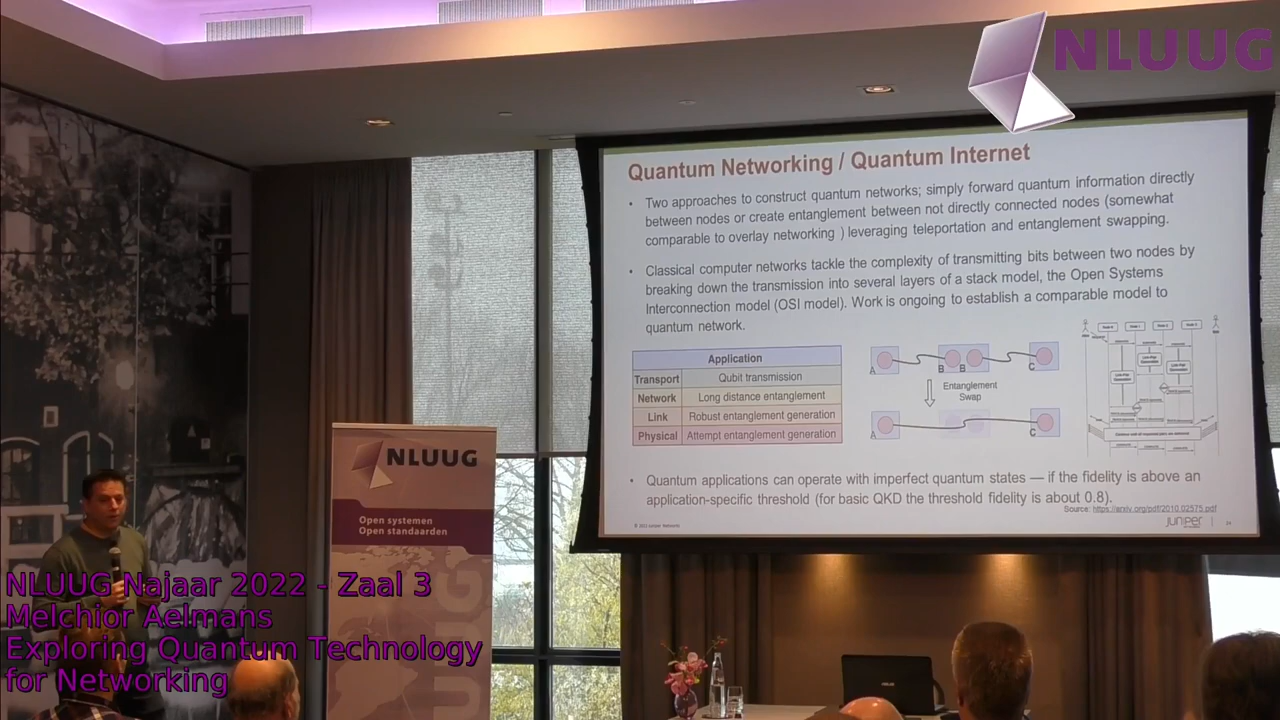 NLUUG
Quantum Networking / Quantum Internet
• Two approaches to construct quantum networks; simply forward quantum information directly
between nodes or create entanglement between not directly connected nodes (somewhat
comparable to overlay networking ) leveraging teleportation and entanglement swapping.
• Classical computer networks tackle the complexity of transmitting bits between two nodes by
breaking down the transmission into several layers of a stack model, the Open Systems
Interconnection model (OSI model). Work is ongoing to establish a comparable model to
quantum network.
Application
Transport Qubit transmission
Network Long distance entanglement
Link Robust entanglement generation
Physical Attempt entanglement generation
A B B C
Entanglement
Swap
A C
• Quantum applications can operate with imperfect quantum states — if the fidelity is above an
application-specific threshold (for basic QKD the threshold fidelity is about 0.8).
Source: https://arxiv.org/pdf/2010.02575.pdf
JUNIPER
NLUUG
Open systemen
Open standaarden
NLUUG Najaar 2022 - Zaal 3
Melchior Aelmans
Exploring Quantum Technology
for Networking